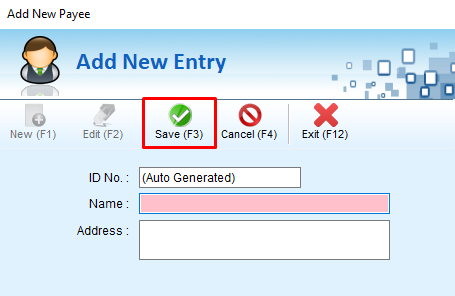 Add New Payee
Add New Entry
New (F1) Edit (F2) Save (F3) Cancel (F4) Exit (F12)
ID No. : (Auto Generated)
Name :
Address :